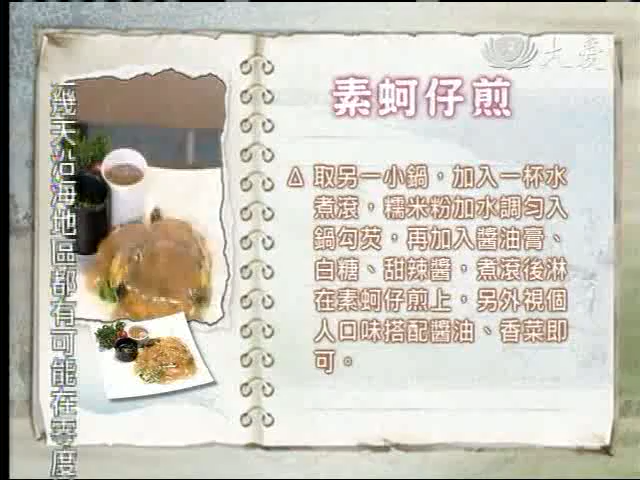 大愛
素蚵仔煎
Δ 取另一小鍋，加入一杯水
煮滾，糯米粉加水調勻入
鍋勾芡，再加入醬油膏、
白糖、甜辣醬，煮滾後淋
在素蚵仔煎上，另外視個
人口味搭配醬油、香菜即
可。
幾天沿海地區都有可能在零度